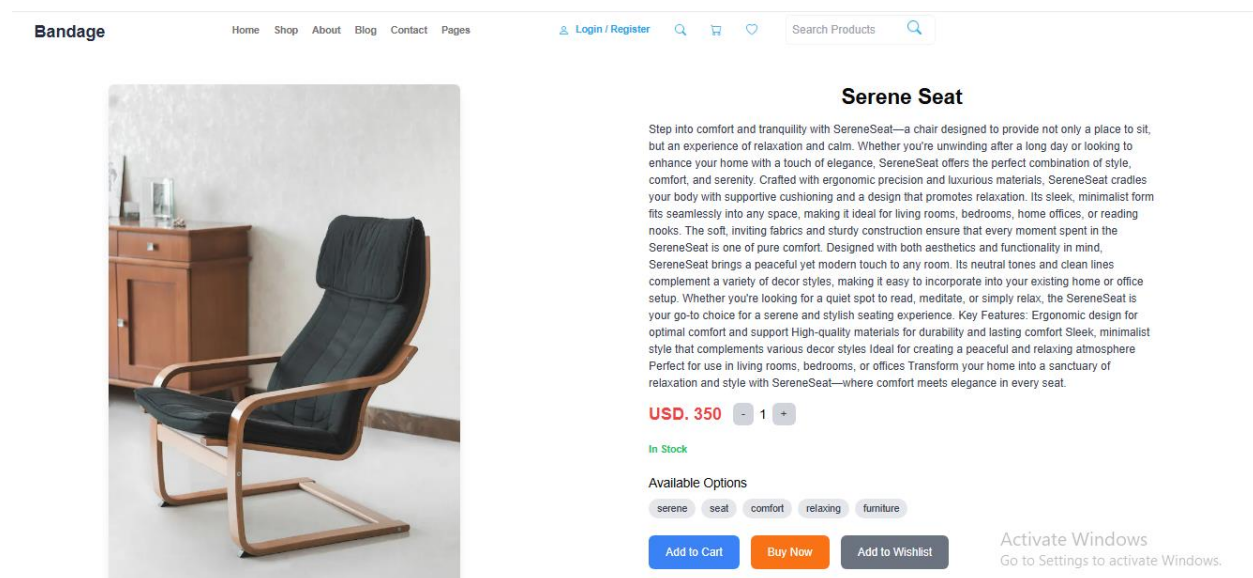 Bandage
Home Shop About Blog Contact Pages
Login / Register
Search Products
Serene Seat
Step into comfort and tranquility with SereneSeat—a chair designed to provide not only a place to sit,
but an experience of relaxation and calm. Whether you're unwinding after a long day or looking to
enhance your home with a touch of elegance, SereneSeat offers the perfect combination of style,
comfort, and serenity. Crafted with ergonomic precision and luxurious materials, SereneSeat cradles
your body with supportive cushioning and a design that promotes relaxation. Its sleek, minimalist form
fits seamlessly into any space, making it ideal for living rooms, bedrooms, home offices, or reading
nooks. The soft, inviting fabrics and sturdy construction ensure that every moment spent in the
SereneSeat is one of pure comfort. Designed with both aesthetics and functionality in mind,
SereneSeat brings a peaceful yet modern touch to any room. Its neutral tones and clean lines
complement a variety of decor styles, making it easy to incorporate into your existing home or office
setup. Whether you're looking for a quiet spot to read, meditate, or simply relax, the SereneSeat is
your go-to choice for a serene and stylish seating experience. Key Features: Ergonomic design for
optimal comfort and support High-quality materials for durability and lasting comfort Sleek, minimalist
style that complements various decor styles Ideal for creating a peaceful and relaxing atmosphere
Perfect for use in living rooms, bedrooms, or offices Transform your home into a sanctuary of
relaxation and style with SereneSeat—where comfort meets elegance in every seat.
USD. 350 - 1 +
In Stock
Available Options
serene seat comfort relaxing furniture
Add to Cart Buy Now Add to Wishlist
Activate Windows
Go to Settings to activate Windows.